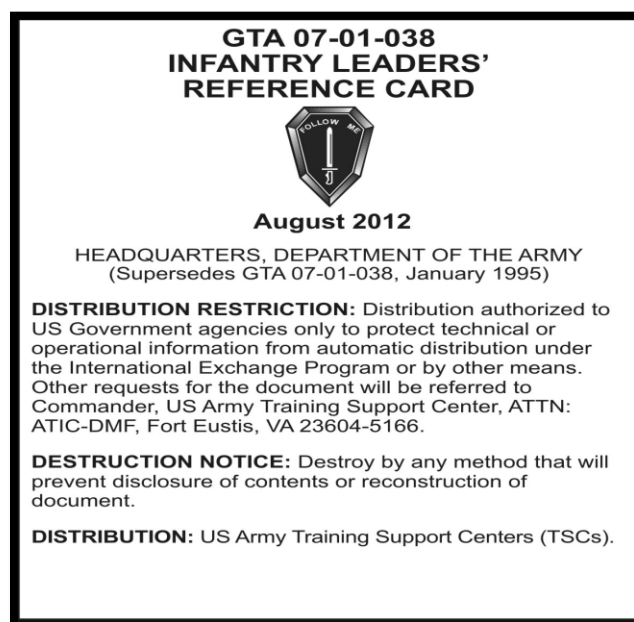 GTA 07-01-038
INFANTRY LEADERS'
REFERENCE CARD
FOLLOW ME
August 2012
HEADQUARTERS, DEPARTMENT OF THE ARMY
(Supersedes GTA 07-01-038, January 1995)
DISTRIBUTION RESTRICTION: Distribution authorized to
US Government agencies only to protect technical or
operational information from automatic distribution under
the International Exchange Program or by other means.
Other requests for the document will be referred to
Commander, US Army Training Support Center, ATTN:
ATIC-DMF, Fort Eustis, VA 23604-5166.
DESTRUCTION NOTICE: Destroy by any method that will
prevent disclosure of contents or reconstruction of
document.
DISTRIBUTION: US Army Training Support Centers (TSCs).